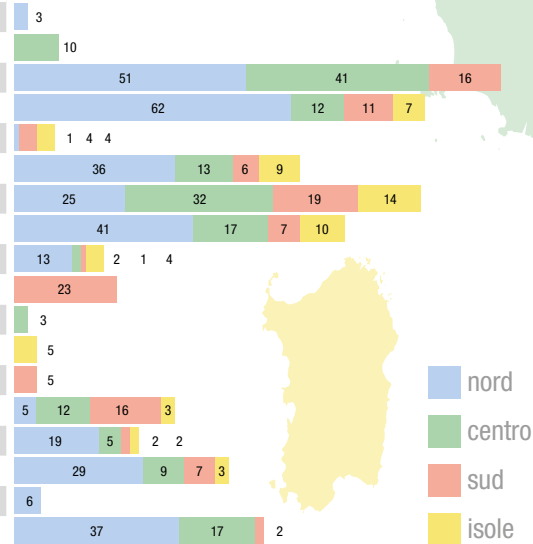 3
10
51 41 16
62 12 11 7
1 4 4
36 13 6 9
25 32 19 14
41 17 7 10
13 2 1 4
23
3
5
5
5 12 16 3
nord
19 5 2 2
centro
29 9 7 3
sud
6
isole
37 17 2